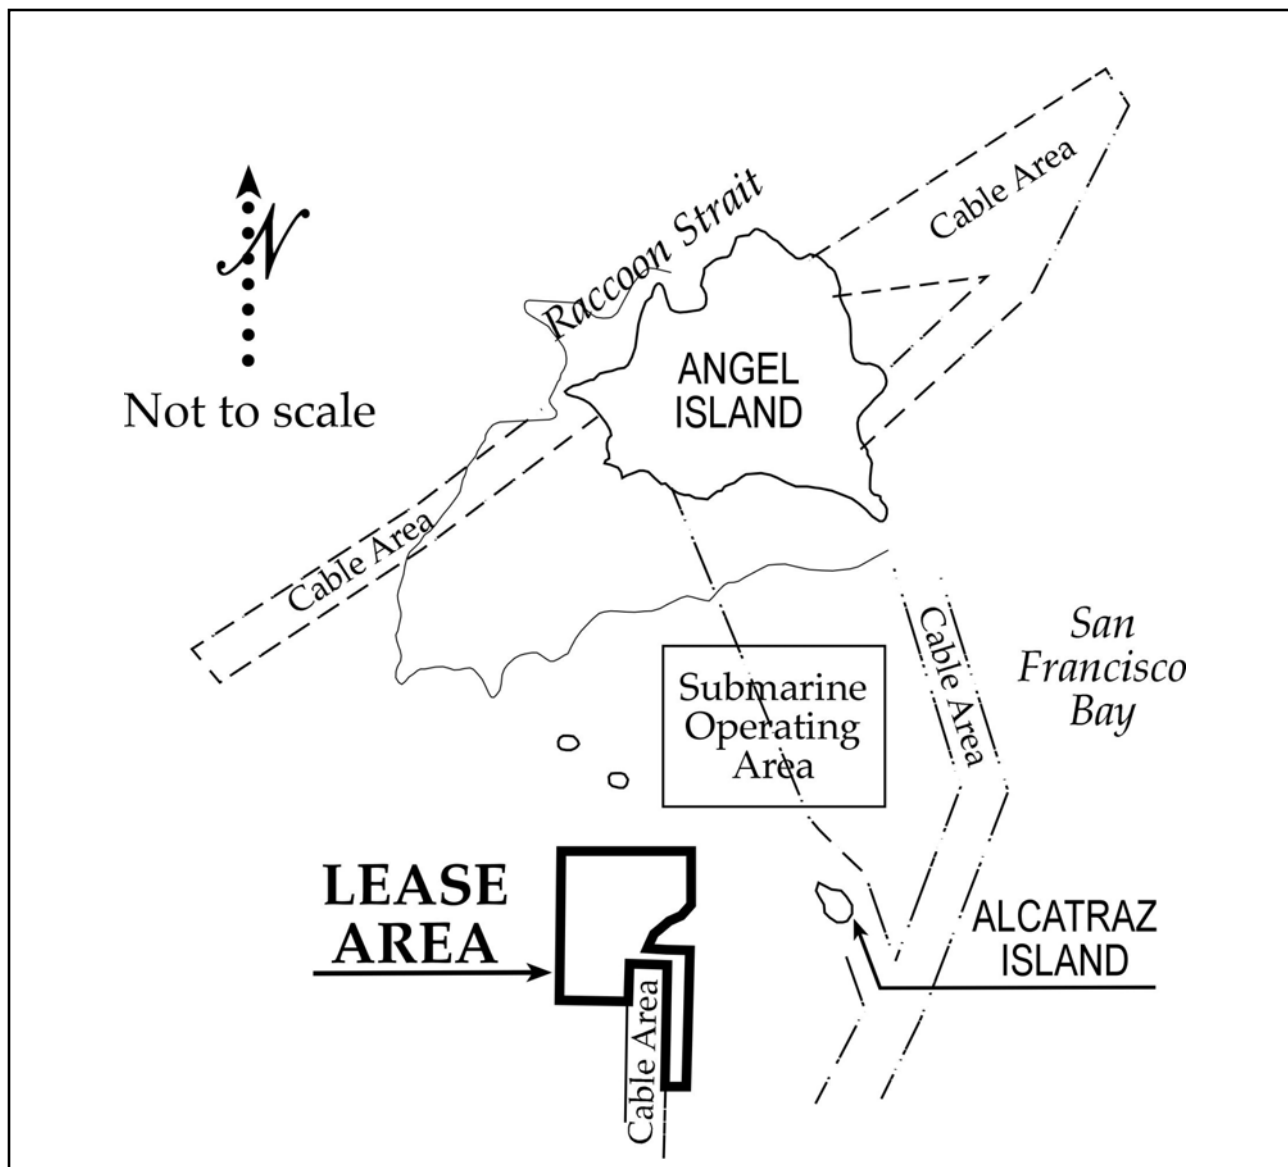 Cable Area
Raccoon Strait
N
Not to scale
ANGEL
ISLAND
Cable Area
Cable Area
San
Francisco
Bay
Submarine
Operating
Area
LEASE
AREA
ALCATRAZ
ISLAND
Cable Area